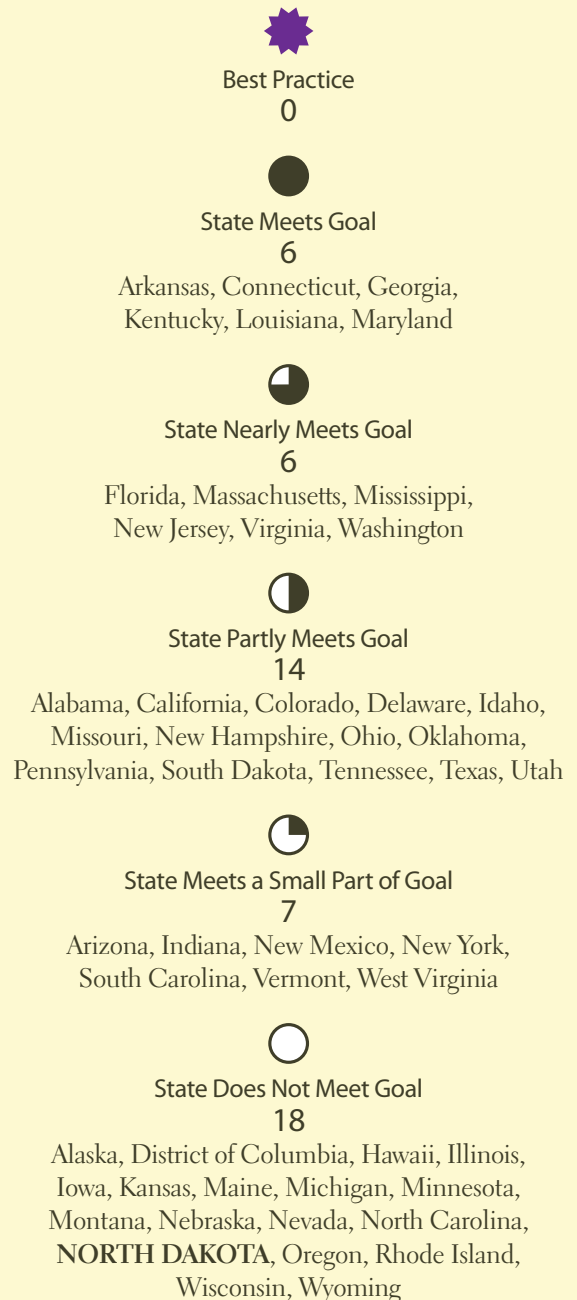 Best Practice
0
State Meets Goal
6
Arkansas, Connecticut, Georgia,
Kentucky, Louisiana, Maryland
State Nearly Meets Goal
6
Florida, Massachusetts, Mississippi,
New Jersey, Virginia, Washington
State Partly Meets Goal
14
Alabama, California, Colorado, Delaware, Idaho,
Missouri, New Hampshire, Ohio, Oklahoma,
Pennsylvania, South Dakota, Tennessee, Texas, Utah
State Meets a Small Part of Goal
7
Arizona, Indiana, New Mexico, New York,
South Carolina, Vermont, West Virginia
State Does Not Meet Goal
18
Alaska, District of Columbia, Hawaii, Illinois,
Iowa, Kansas, Maine, Michigan, Minnesota,
Montana, Nebraska, Nevada, North Carolina,
NORTH DAKOTA, Oregon, Rhode Island,
Wisconsin, Wyoming